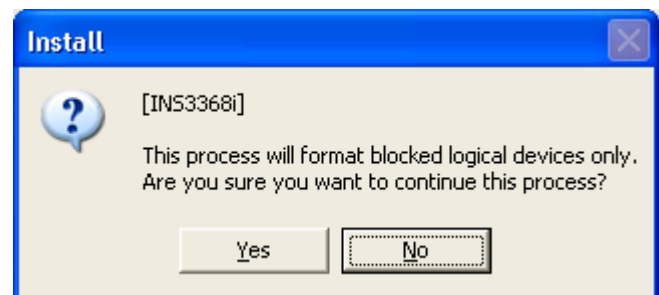 Install
[INS3368i]
This process will format blocked logical devices only.
Are you sure you want to continue this process?
Yes
No